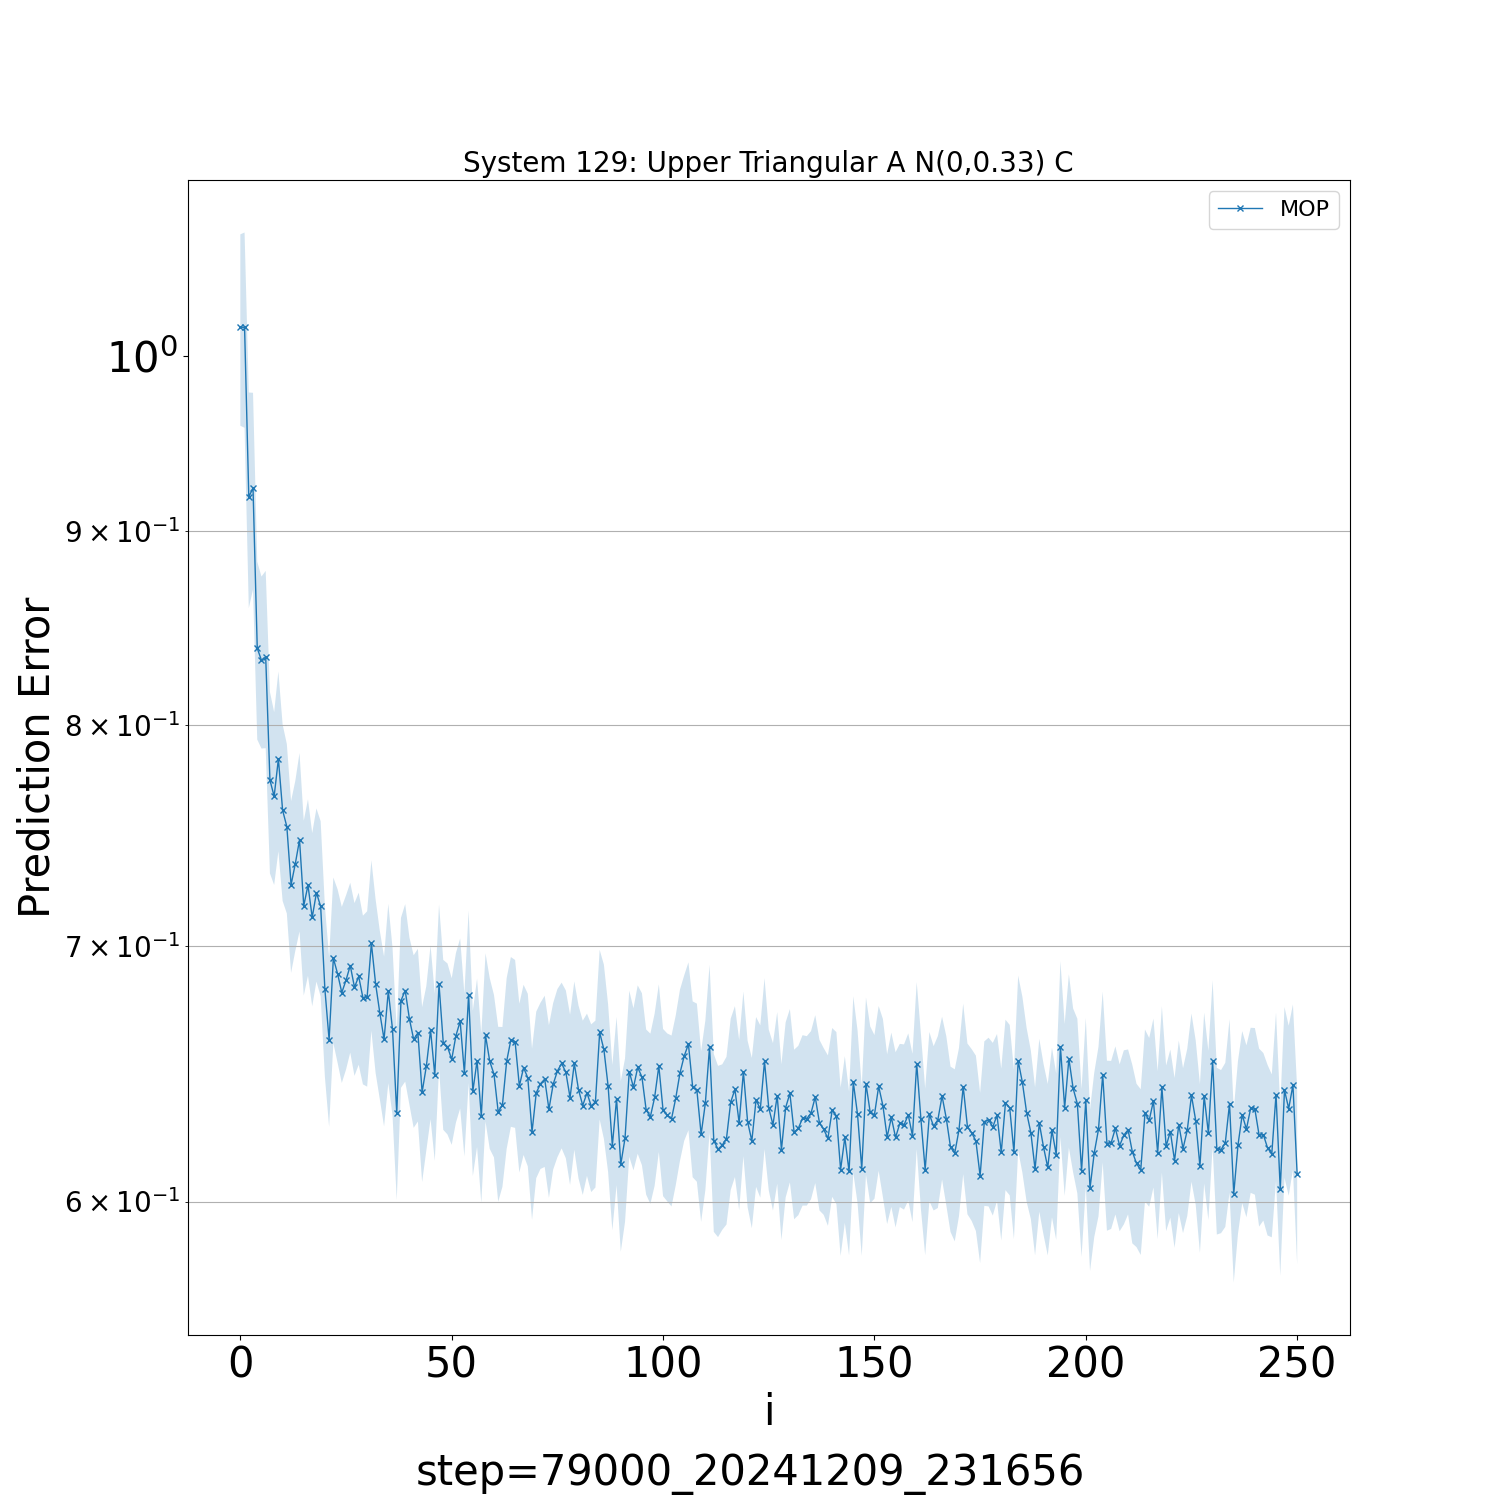 System 129: Upper Triangular A N(0,0.33) C
MOP
10⁰
9 × 10⁻¹
8 × 10⁻¹
7 × 10⁻¹
6 × 10⁻¹
Prediction Error
0 50 100 150 200 250
i
step=79000_20241209_231656